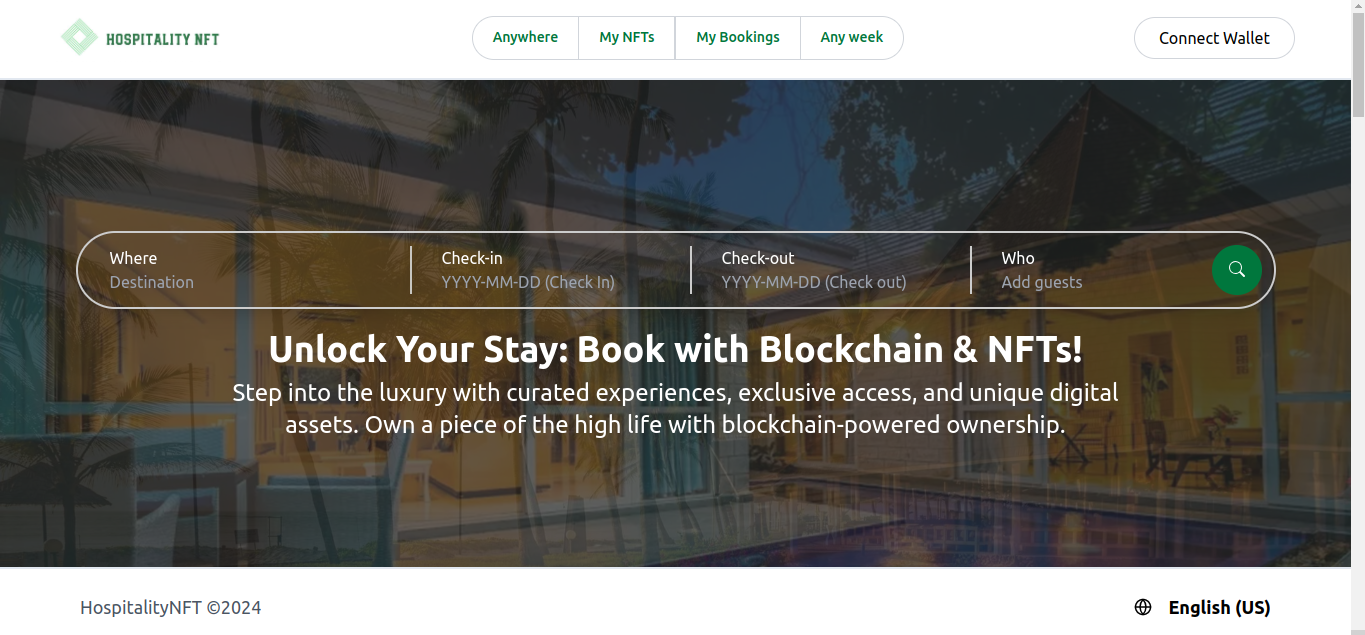 HOSPITALITY NFT
Anywhere
My NFTs
My Bookings
Any week
Connect Wallet
Where
Destination
Check-in
YYYY-MM-DD (Check In)
Check-out
YYYY-MM-DD (Check out)
Who
Add guests
Unlock Your Stay: Book with Blockchain & NFTs!
Step into the luxury with curated experiences, exclusive access, and unique digital
assets. Own a piece of the high life with blockchain-powered ownership.
HospitalityNFT ©2024
English (US)